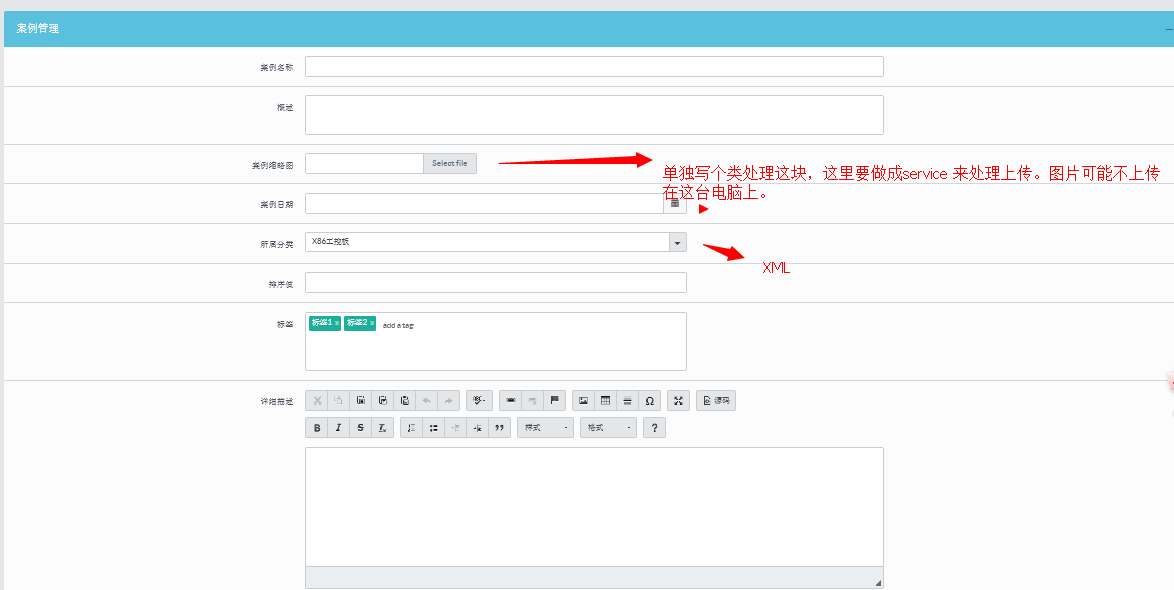 案例管理
案例名称
概述
案例缩略图
Select file
单独写个类处理这块，这里要做成service 来处理上传。图片可能不上传
在这台电脑上。
案例日期
所属分类
X86工控板
XML
排序值
标签
标签1 x 标签2 x add a tag
详细描述
源码
B I S Tx
样式 格式 ?